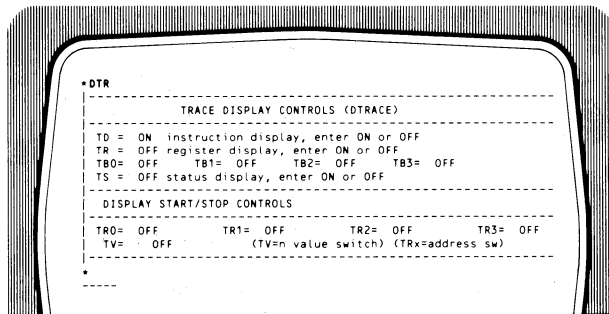 *DTR
TRACE DISPLAY CONTROLS (DTRACE)
TD = ON instruction display, enter ON or OFF
TR = OFF register display, enter ON or OFF
TB0= OFF TB1= OFF TB2= OFF TB3= OFF
TS = OFF status display, enter ON or OFF
DISPLAY START/STOP CONTROLS
TR0= OFF TR1= OFF TR2= OFF TR3= OFF
TV= OFF (TV=n value switch) (TRx=address sw)
*